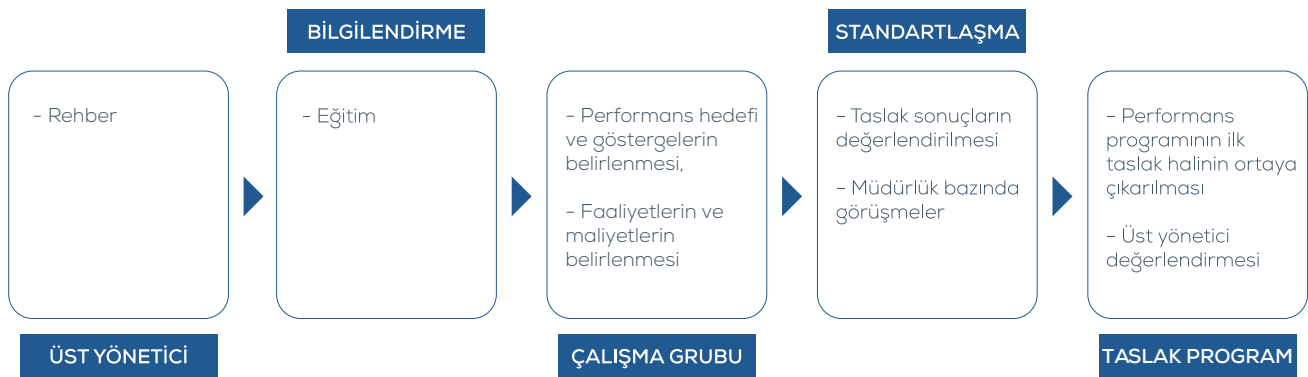 BİLGİLENDİRME
STANDARTLAŞMA
- Rehber
- Eğitim
- Performans hedefi
ve göstergelerin
belirlenmesi,
- Faaliyetlerin ve
maliyetlerin
belirlenmesi
- Taslak sonuçların
değerlendirilmesi
- Müdürlük bazında
görüşmeler
- Performans
programının ilk
taslak halinin ortaya
çıkarılması
- Üst yönetici
değerlendirmesi
ÜST YÖNETİCİ
ÇALIŞMA GRUBU
TASLAK PROGRAM